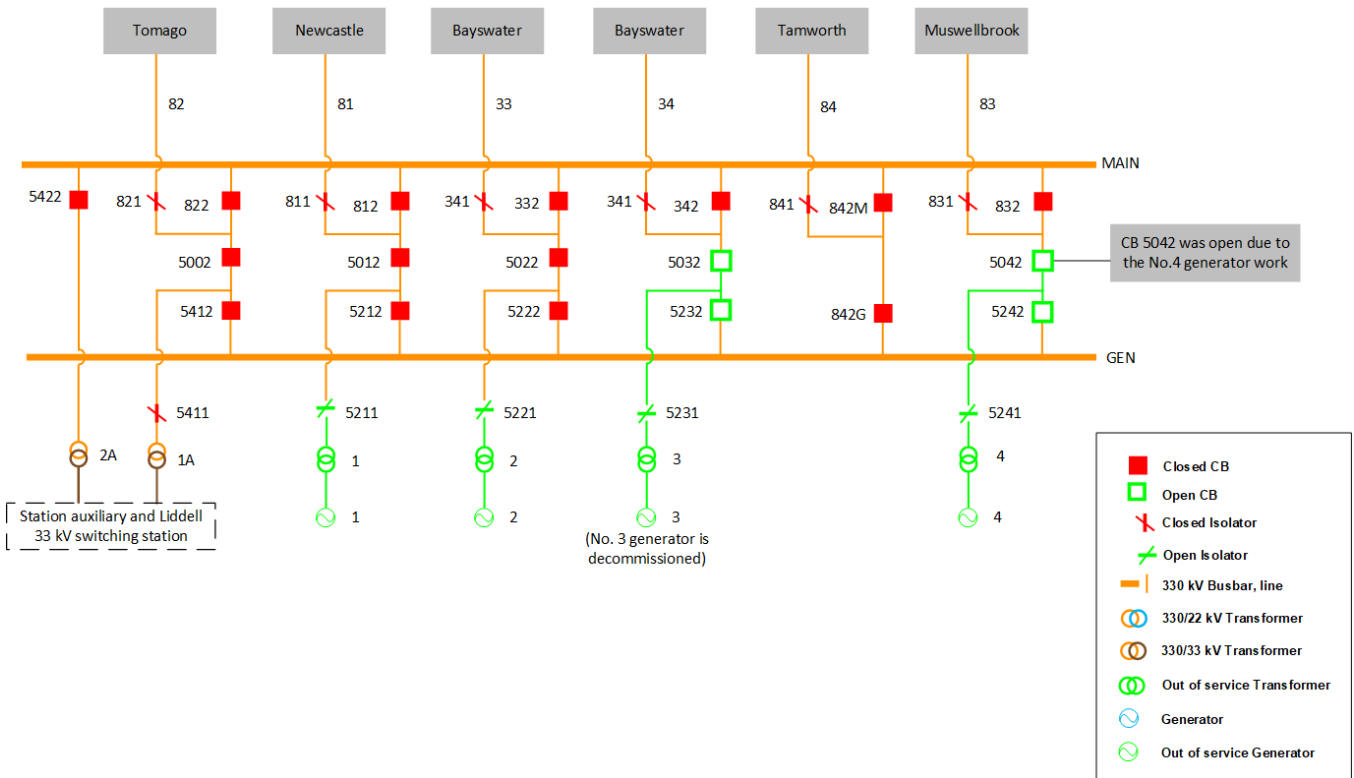 Tomago
Newcastle
Bayswater
Bayswater
Tamworth
Muswellbrook
82
81
33
34
84
83
MAIN
5422
821
822
811
812
341
332
341
342
841
842M
831
832
5002
5012
5022
5032
5042
CB 5042 was open due to
the No.4 generator work
5412
5212
5222
5232
842G
5242
GEN
5411
5211
5221
5231
5241
2A
1A
1
2
3
4
Station auxiliary and Liddell
33 kV switching station
1
2
3
4
(No. 3 generator is
decommissioned)
Closed CB
Open CB
Closed Isolator
Open Isolator
330 kV Busbar, line
330/22 kV Transformer
330/33 kV Transformer
Out of service Transformer
Generator
Out of service Generator